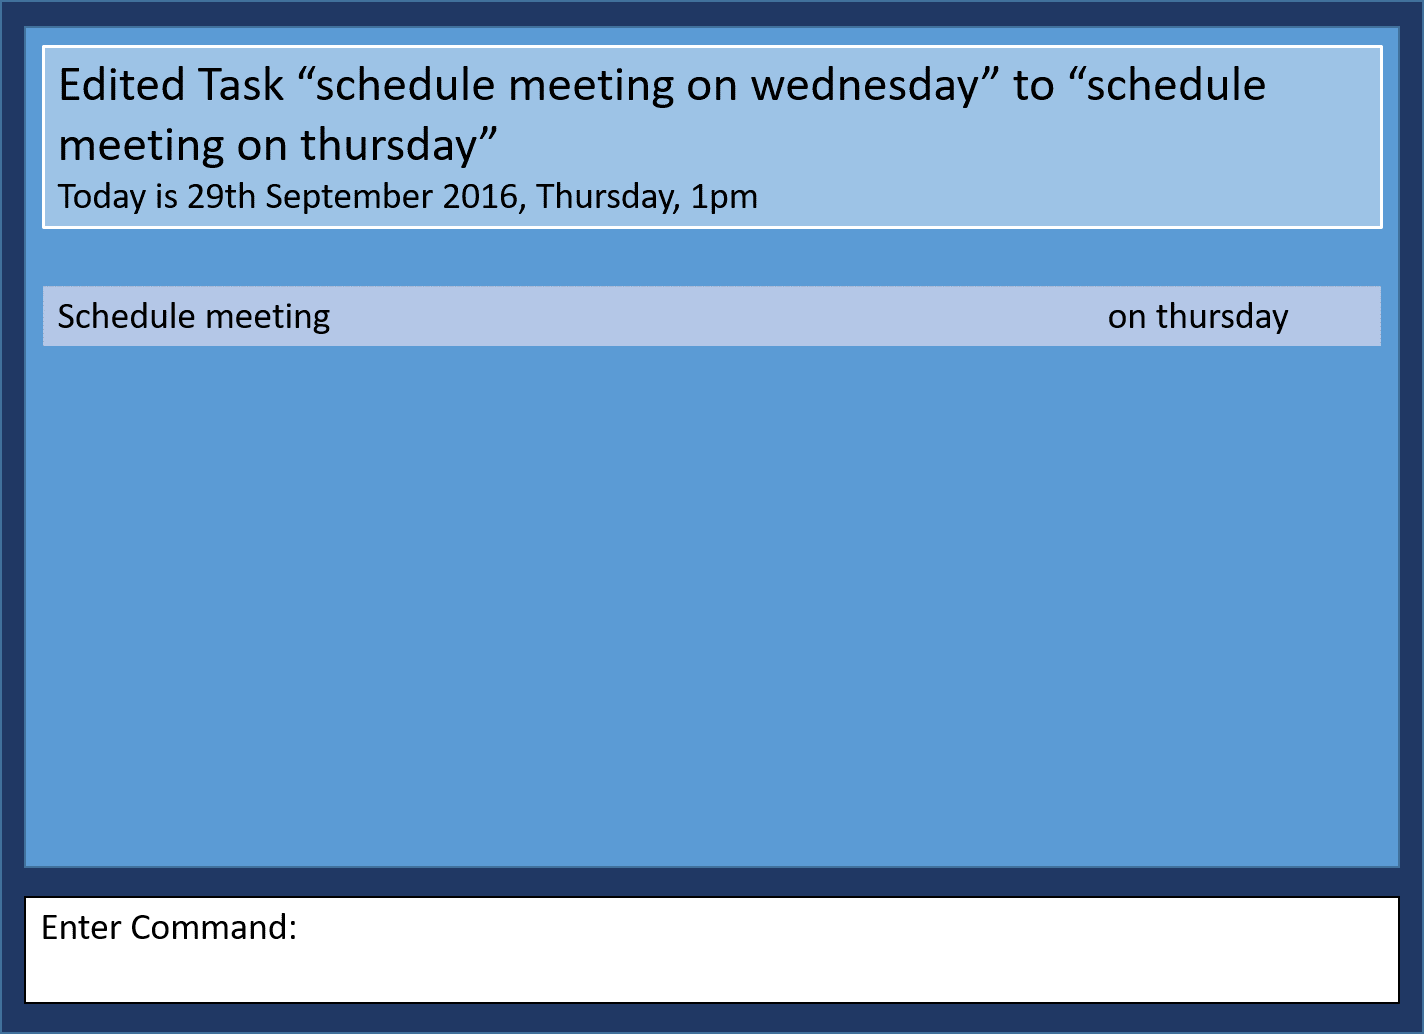 Edited Task “schedule meeting on wednesday” to “schedule
meeting on thursday”
Today is 29th September 2016, Thursday, 1pm
Schedule meeting on thursday
Enter Command: